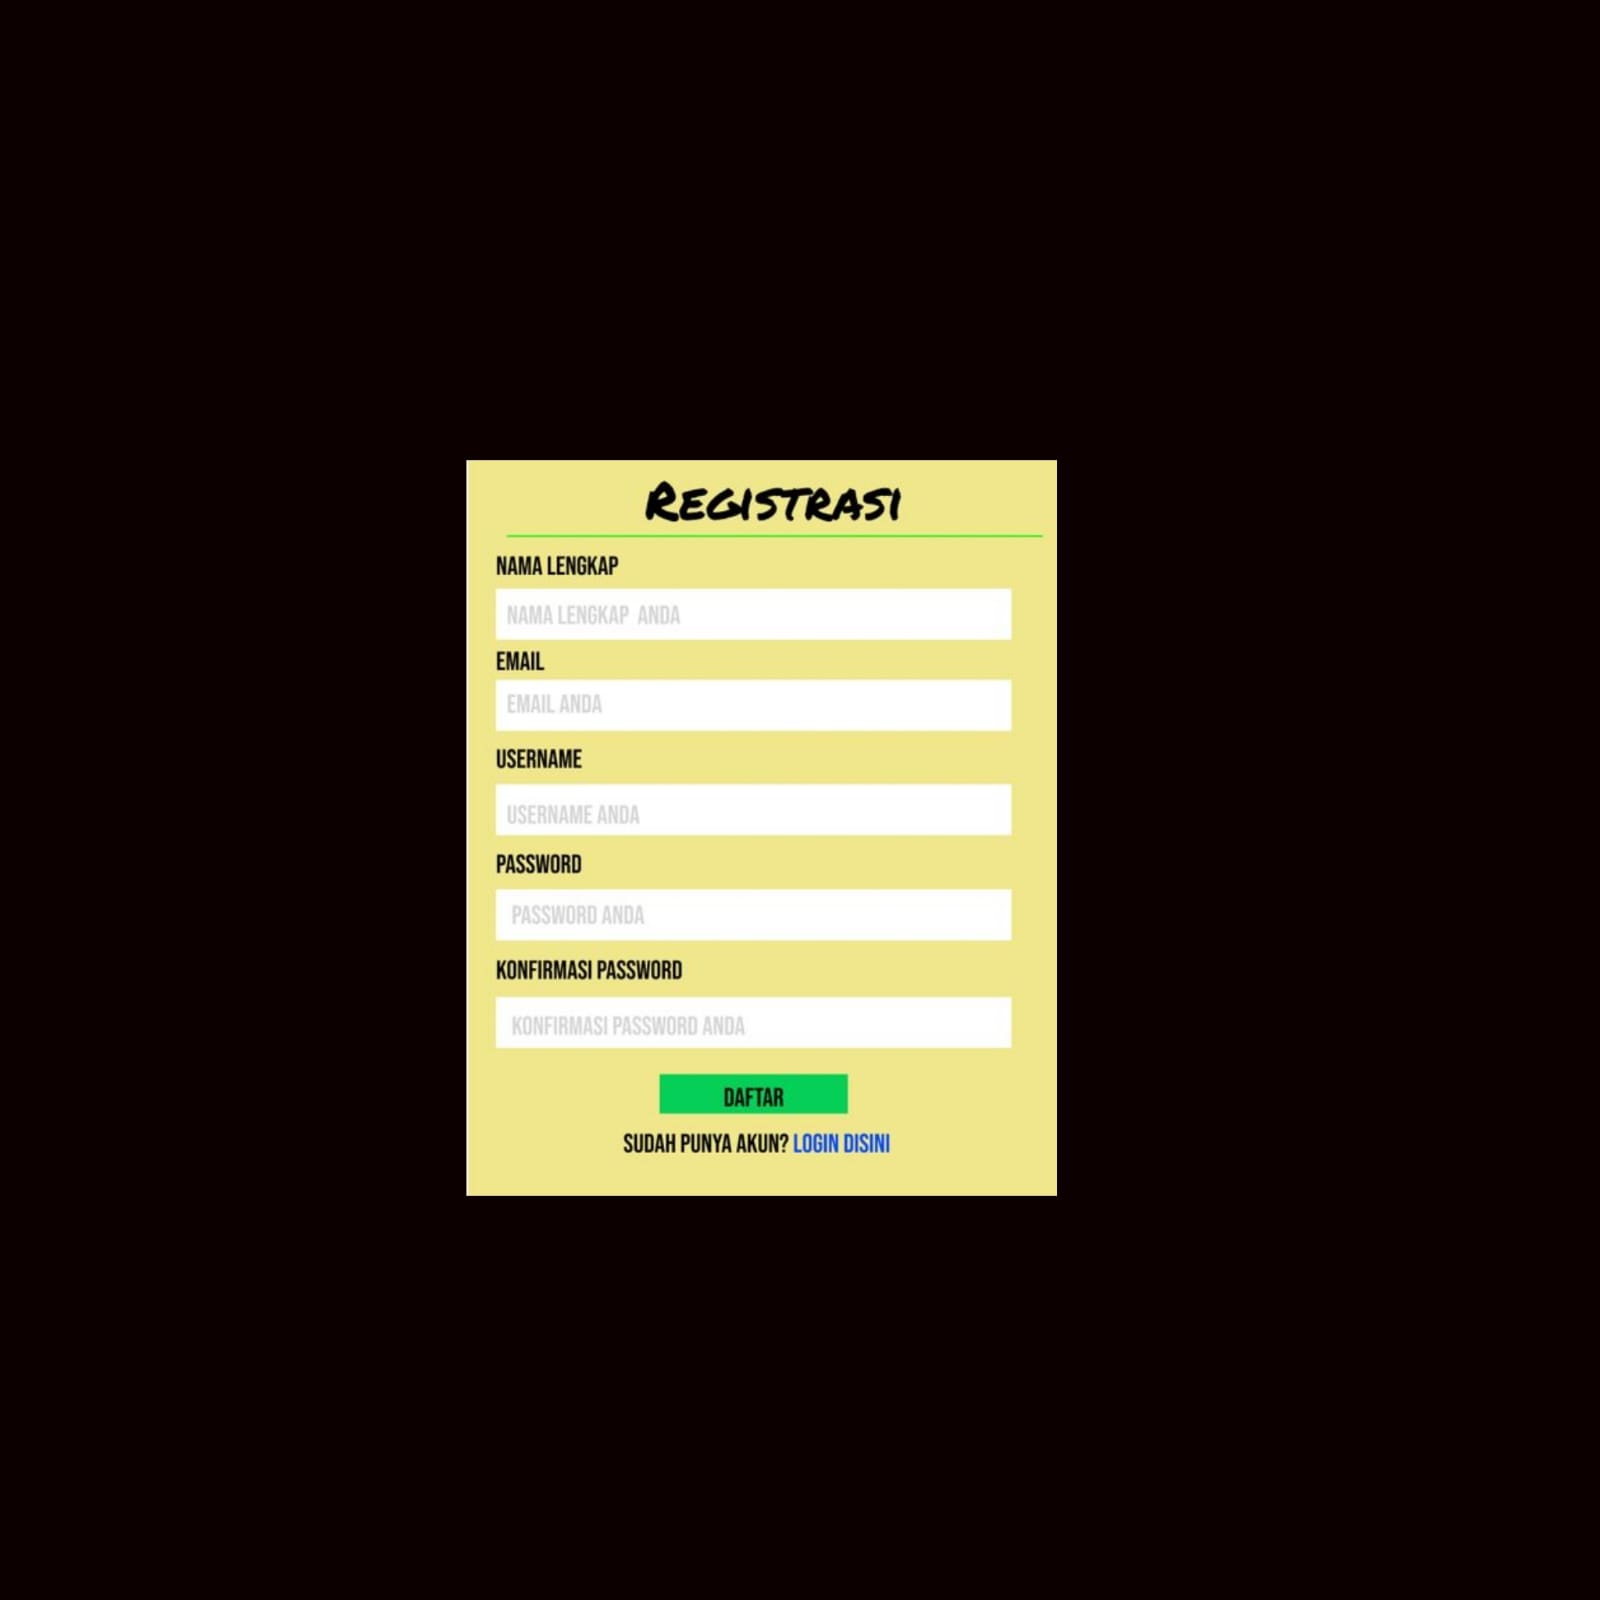 REGISTRASI
NAMA LENGKAP
NAMA LENGKAP ANDA
EMAIL
EMAIL ANDA
USERNAME
USERNAME ANDA
PASSWORD
PASSWORD ANDA
KONFIRMASI PASSWORD
KONFIRMASI PASSWORD ANDA
DAFTAR
SUDAH PUNYA AKUN? LOGIN DISINI